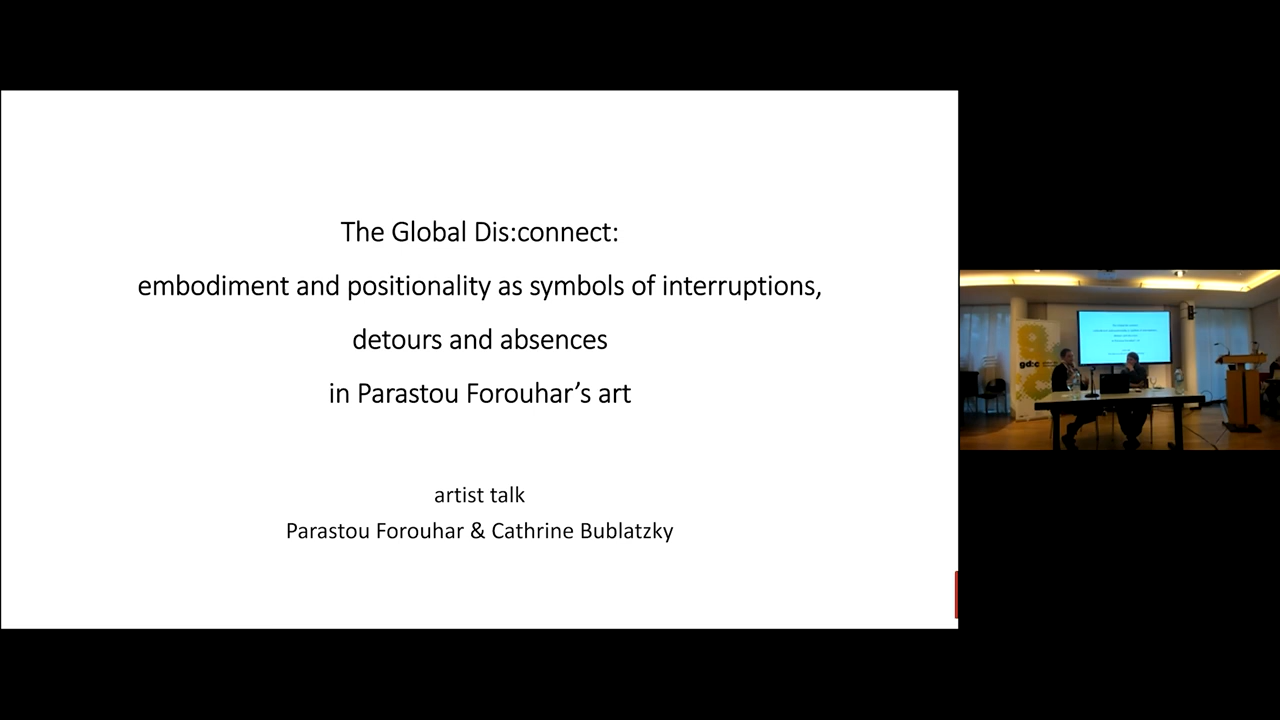 The Global Dis:connect:
embodiment and positionality as symbols of interruptions,
detours and absences
in Parastou Forouhar’s art
artist talk
Parastou Forouhar & Cathrine Bublatzky
gd:c